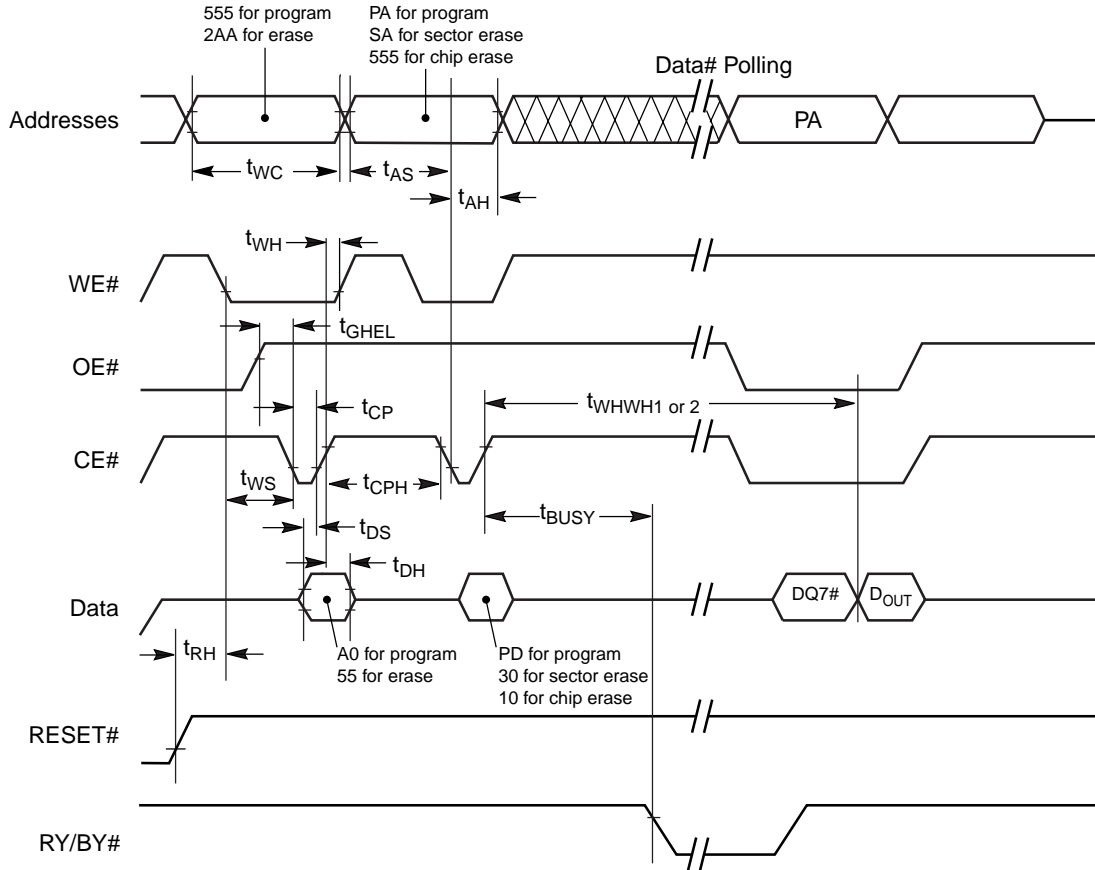 555 for program
2AA for erase
PA for program
SA for sector erase
555 for chip erase
Data# Polling
Addresses
PA
tWC
tAS
tAH
tWH
WE#
tGHEL
OE#
tWHWH1 or 2
tCP
CE#
tWS
tCPH
tBUSY
tDS
tDH
Data
DQ7#
DOUT
tRH
A0 for program
55 for erase
PD for program
30 for sector erase
10 for chip erase
RESET#
RY/BY#